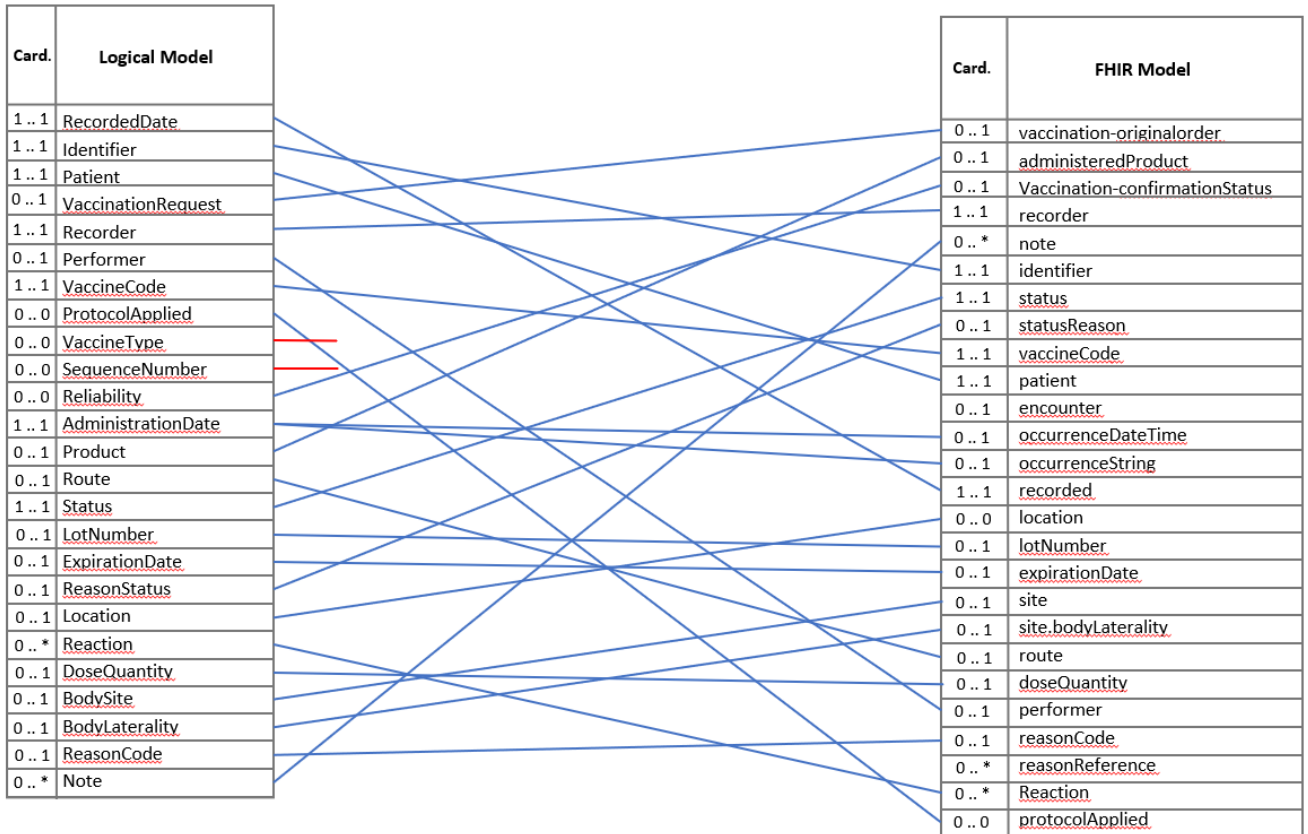 Card. Logical Model
1 .. 1 RecordedDate
1 .. 1 Identifier
1 .. 1 Patient
0 .. 1 VaccinationRequest
1 .. 1 Recorder
0 .. 1 Performer
1 .. 1 VaccineCode
0 .. 0 ProtocolApplied
0 .. 0 VaccineType
0 .. 0 SequenceNumber
0 .. 0 Reliability
1 .. 1 AdministrationDate
0 .. 1 Product
0 .. 1 Route
1 .. 1 Status
0 .. 1 LotNumber
0 .. 1 ExpirationDate
0 .. 1 ReasonStatus
0 .. 1 Location
0 .. * Reaction
0 .. 1 DoseQuantity
0 .. 1 BodySite
0 .. 1 BodyLaterality
0 .. 1 ReasonCode
0 .. * Note
Card. FHIR Model
0 .. 1 vaccination-originalorder
0 .. 1 administeredProduct
0 .. 1 Vaccination-confirmationStatus
1 .. 1 recorder
0 .. * note
1 .. 1 identifier
1 .. 1 status
0 .. 1 statusReason
1 .. 1 vaccineCode
1 .. 1 patient
0 .. 1 encounter
0 .. 1 occurrenceDateTime
0 .. 1 occurrenceString
1 .. 1 recorded
0 .. 0 location
0 .. 1 lotNumber
0 .. 1 expirationDate
0 .. 1 site
0 .. 1 site.bodyLaterality
0 .. 1 route
0 .. 1 doseQuantity
0 .. 1 performer
0 .. 1 reasonCode
0 .. * reasonReference
0 .. * Reaction
0 .. 0 protocolApplied